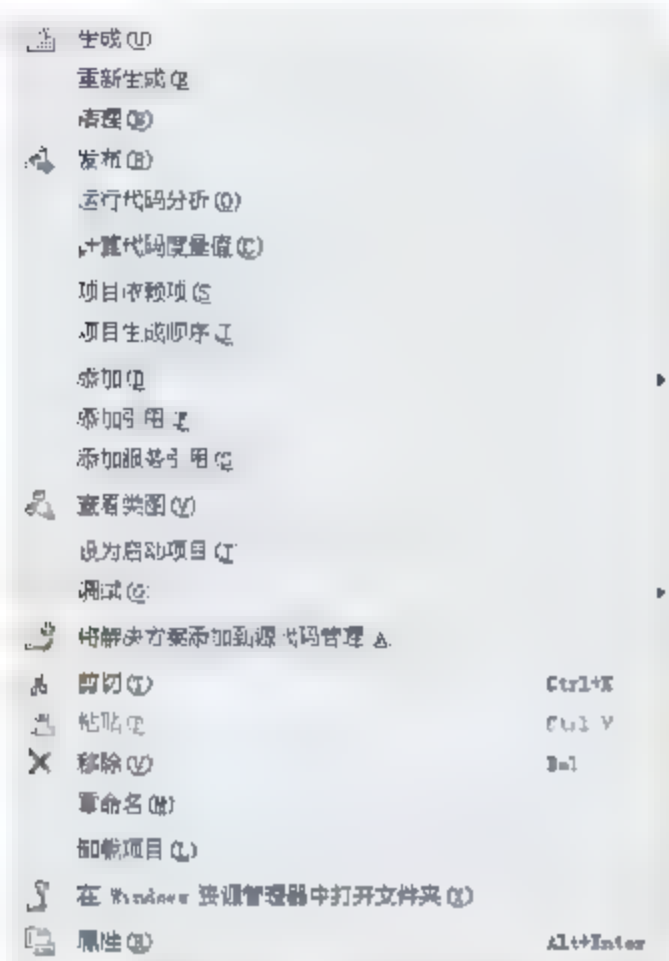 生成(U)
重新生成(E
清理(N)
发布(B)
运行代码分析(O)
计算代码度量值(C)
项目依赖项(S
项目生成顺序 I
添加(D
添加引用 F
添加服务引用(S
查看类图(V)
设为启动项目(T
调试(G
将解决方案添加到源代码管理 A
剪切(T) Ctrl+X
粘贴(P Ctrl V
移除(V) Del
重命名(M)
卸载项目(L)
在 Windows 资源管理器中打开文件夹(X)
属性(R) Alt+Enter